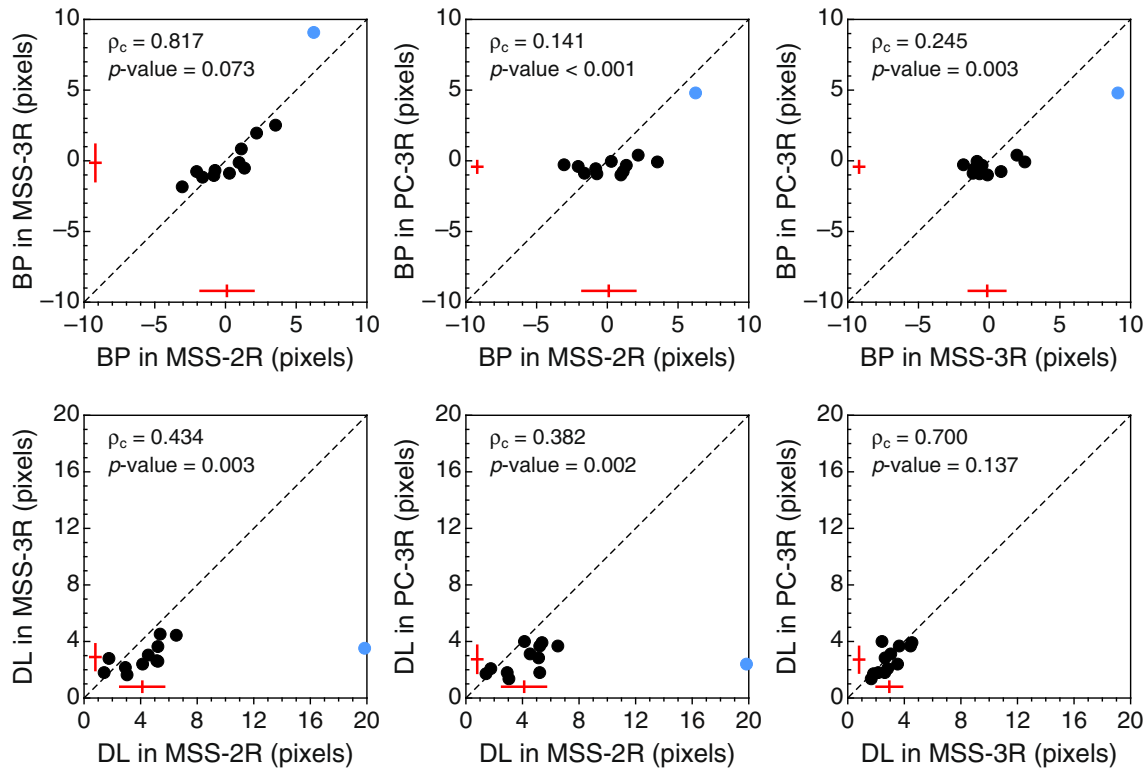 ρc = 0.817
p-value = 0.073
BP in MSS-3R (pixels)
10
5
0
−5
−10
−10 −5 0 5 10
BP in MSS-2R (pixels)
ρc = 0.141
p-value < 0.001
BP in PC-3R (pixels)
10
5
0
−5
−10
−10 −5 0 5 10
BP in MSS-2R (pixels)
ρc = 0.245
p-value = 0.003
BP in PC-3R (pixels)
10
5
0
−5
−10
−10 −5 0 5 10
BP in MSS-3R (pixels)
ρc = 0.434
p-value = 0.003
DL in MSS-3R (pixels)
20
16
12
8
4
0
0 4 8 12 16 20
DL in MSS-2R (pixels)
ρc = 0.382
p-value = 0.002
DL in PC-3R (pixels)
20
16
12
8
4
0
0 4 8 12 16 20
DL in MSS-2R (pixels)
ρc = 0.700
p-value = 0.137
DL in PC-3R (pixels)
20
16
12
8
4
0
0 4 8 12 16 20
DL in MSS-3R (pixels)